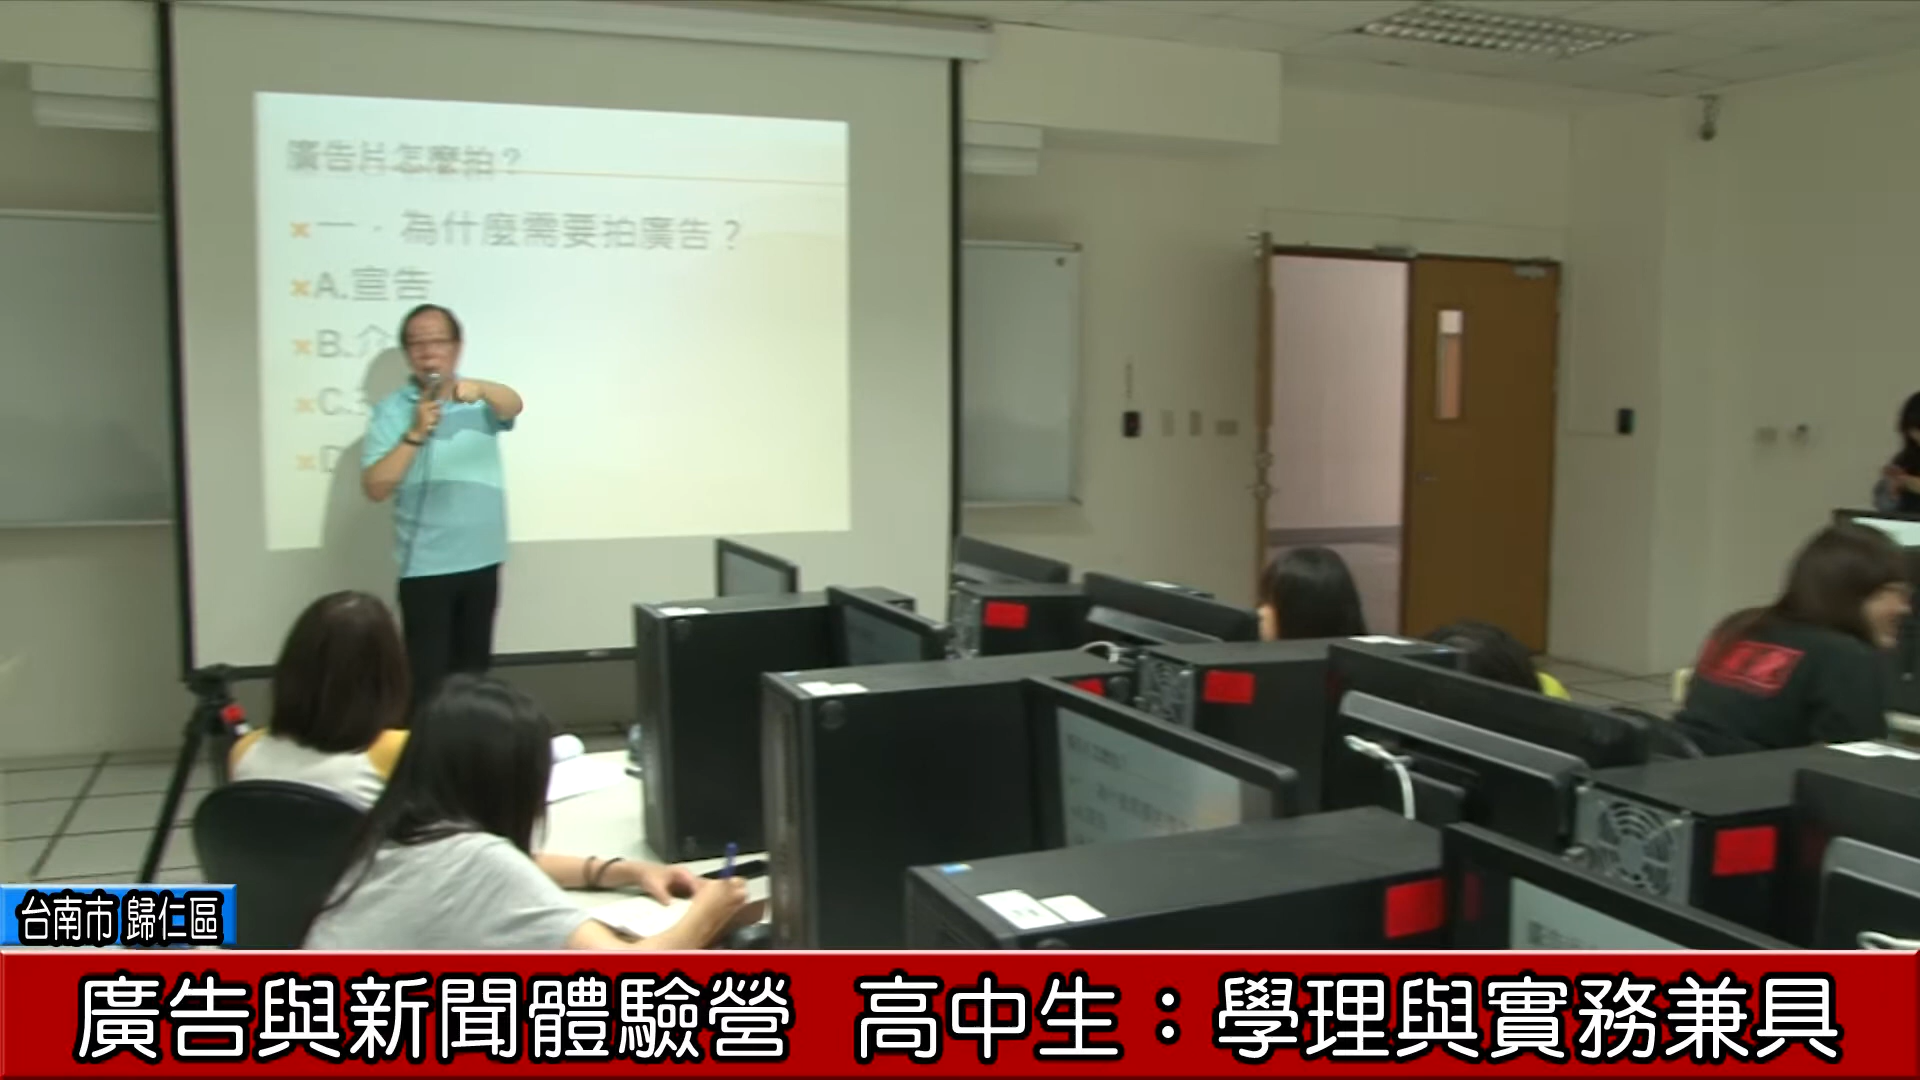 廣告片怎麼拍？
一．為什麼需要拍廣告？
A.宣告
B.介
C.
D
台南市 歸仁區
廣告與新聞體驗營 高中生：學理與實務兼具